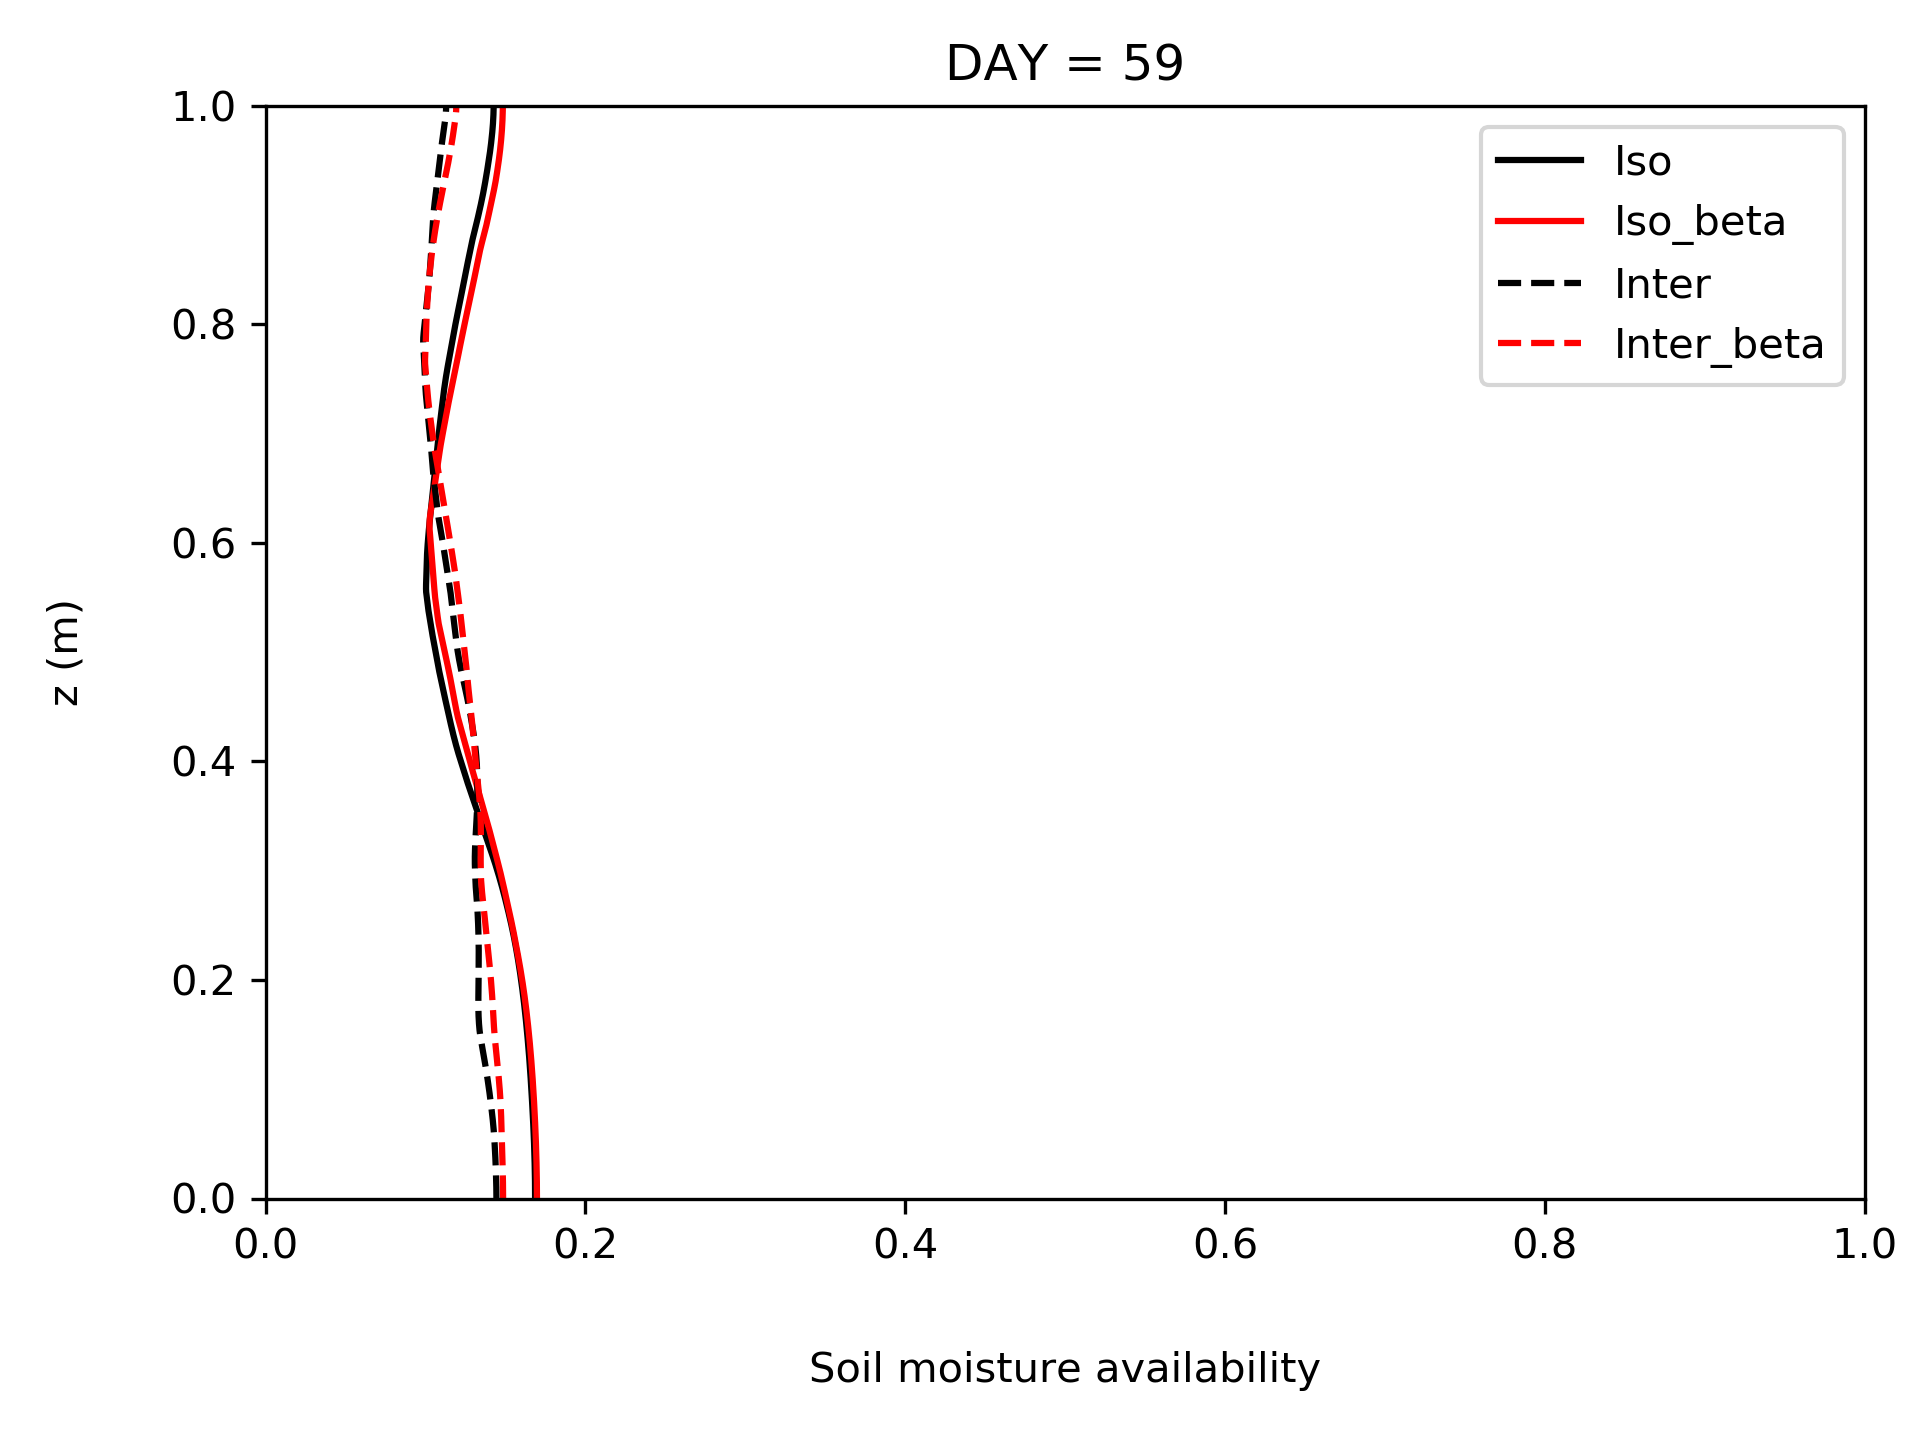 DAY = 59
1.0
0.8
0.6
0.4
0.2
0.0
z (m)
0.0 0.2 0.4 0.6 0.8 1.0
Soil moisture availability
Iso
Iso_beta
Inter
Inter_beta